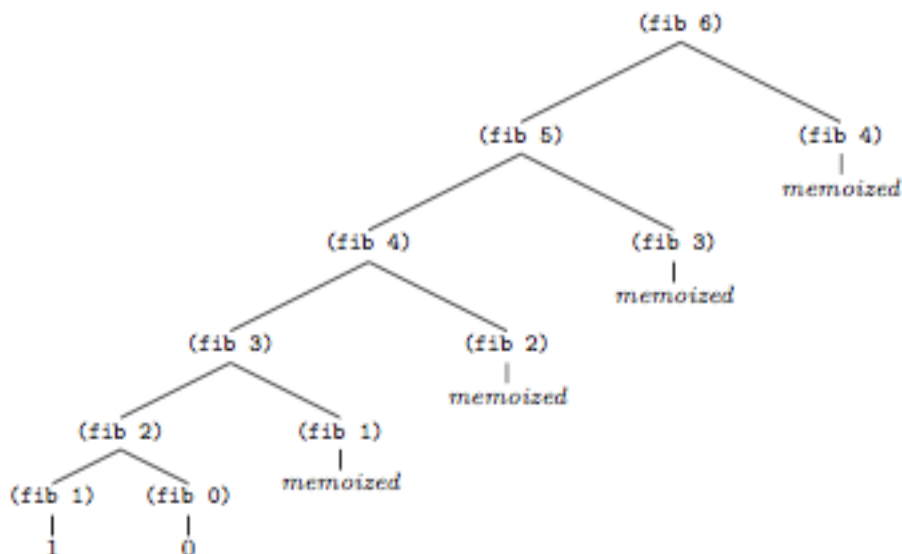 (fib 6)
(fib 5) (fib 4)
memoized
(fib 4) (fib 3)
memoized
(fib 3) (fib 2)
memoized
(fib 2) (fib 1)
memoized
(fib 1) (fib 0)
1 0